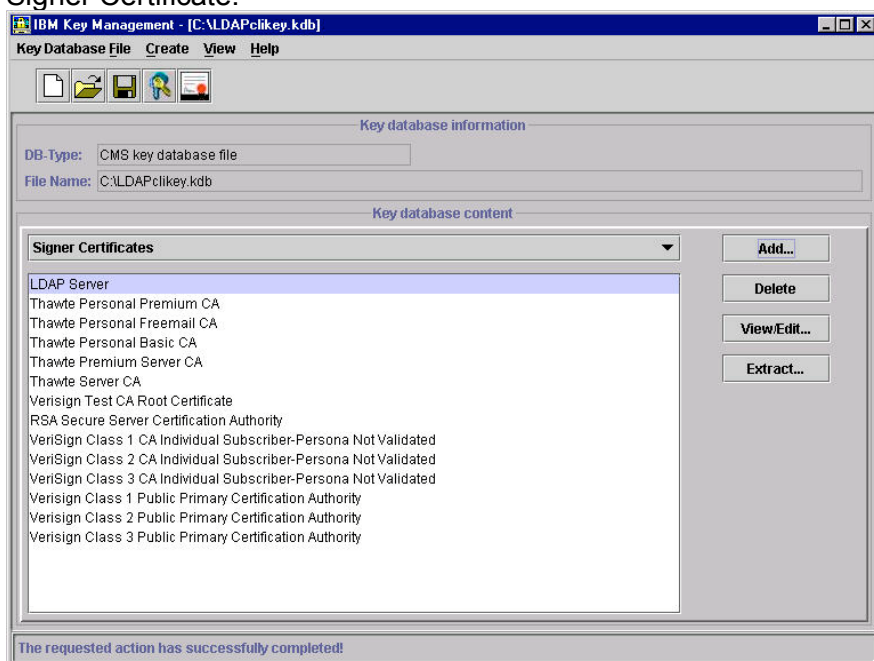 Signer Certificate.
IBM Key Management - [C:\LDAPclikey.kdb]
Key Database File Create View Help
Key database information
DB-Type: CMS key database file
File Name: C:\LDAPclikey.kdb
Key database content
Signer Certificates
Add...
LDAP Server
Delete
Thawte Personal Premium CA
Thawte Personal Freemail CA
View/Edit...
Thawte Personal Basic CA
Thawte Premium Server CA
Extract...
Thawte Server CA
Verisign Test CA Root Certificate
RSA Secure Server Certification Authority
VeriSign Class 1 CA Individual Subscriber-Persona Not Validated
VeriSign Class 2 CA Individual Subscriber-Persona Not Validated
VeriSign Class 3 CA Individual Subscriber-Persona Not Validated
Verisign Class 1 Public Primary Certification Authority
Verisign Class 2 Public Primary Certification Authority
Verisign Class 3 Public Primary Certification Authority
The requested action has successfully completed!